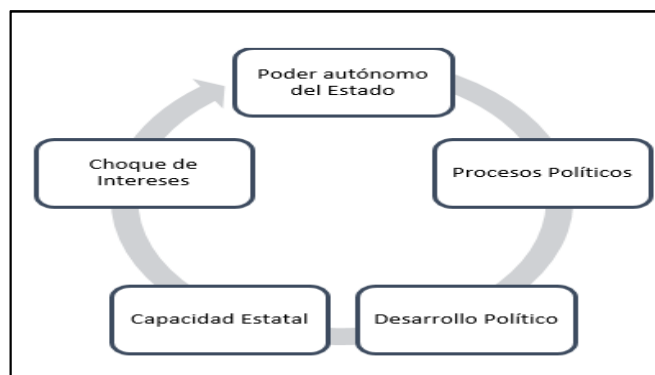 Poder autónomo
del Estado
Procesos Políticos
Desarrollo Político
Capacidad Estatal
Choque de
Intereses